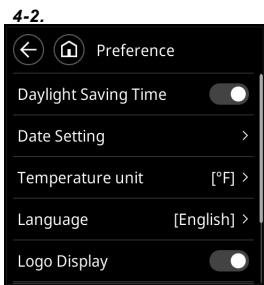 4-2.
Preference
Daylight Saving Time
Date Setting
Temperature unit [°F] >
Language [English] >
Logo Display